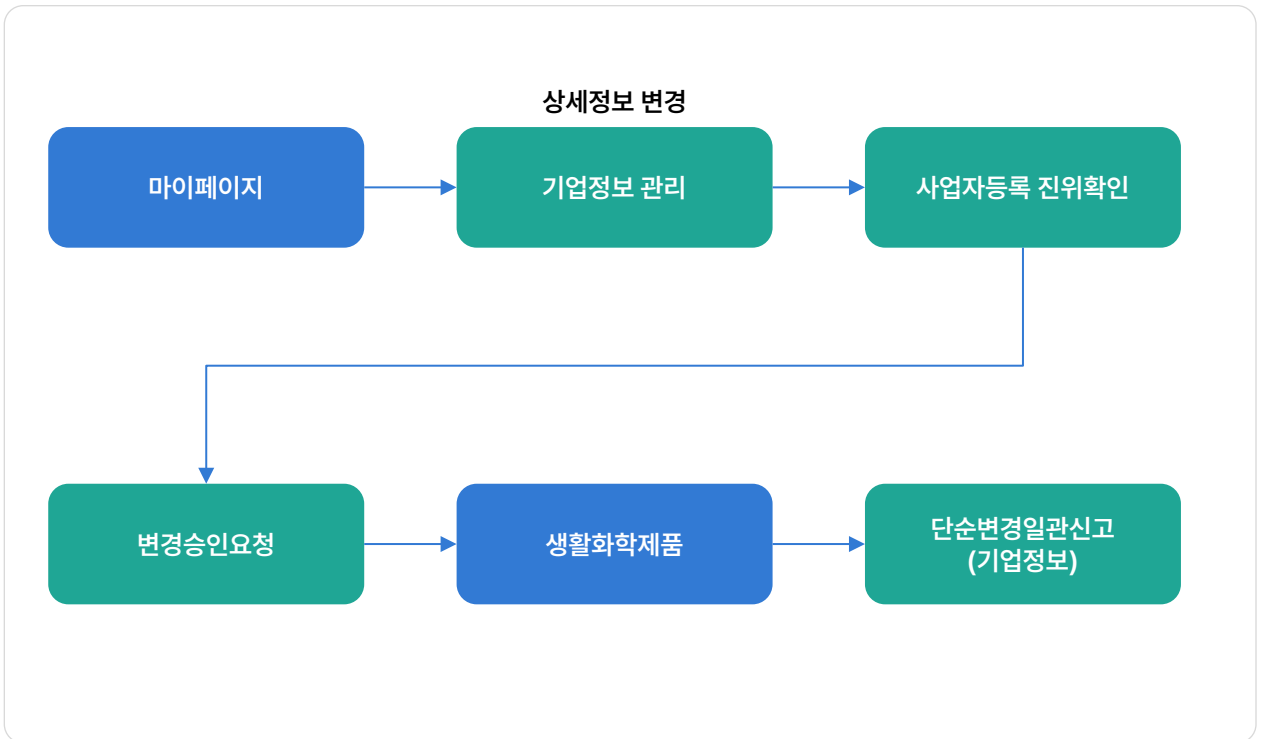 상세정보 변경
마이페이지
기업정보 관리
사업자등록 진위확인
변경승인요청
생활화학제품
단순변경일관신고
(기업정보)